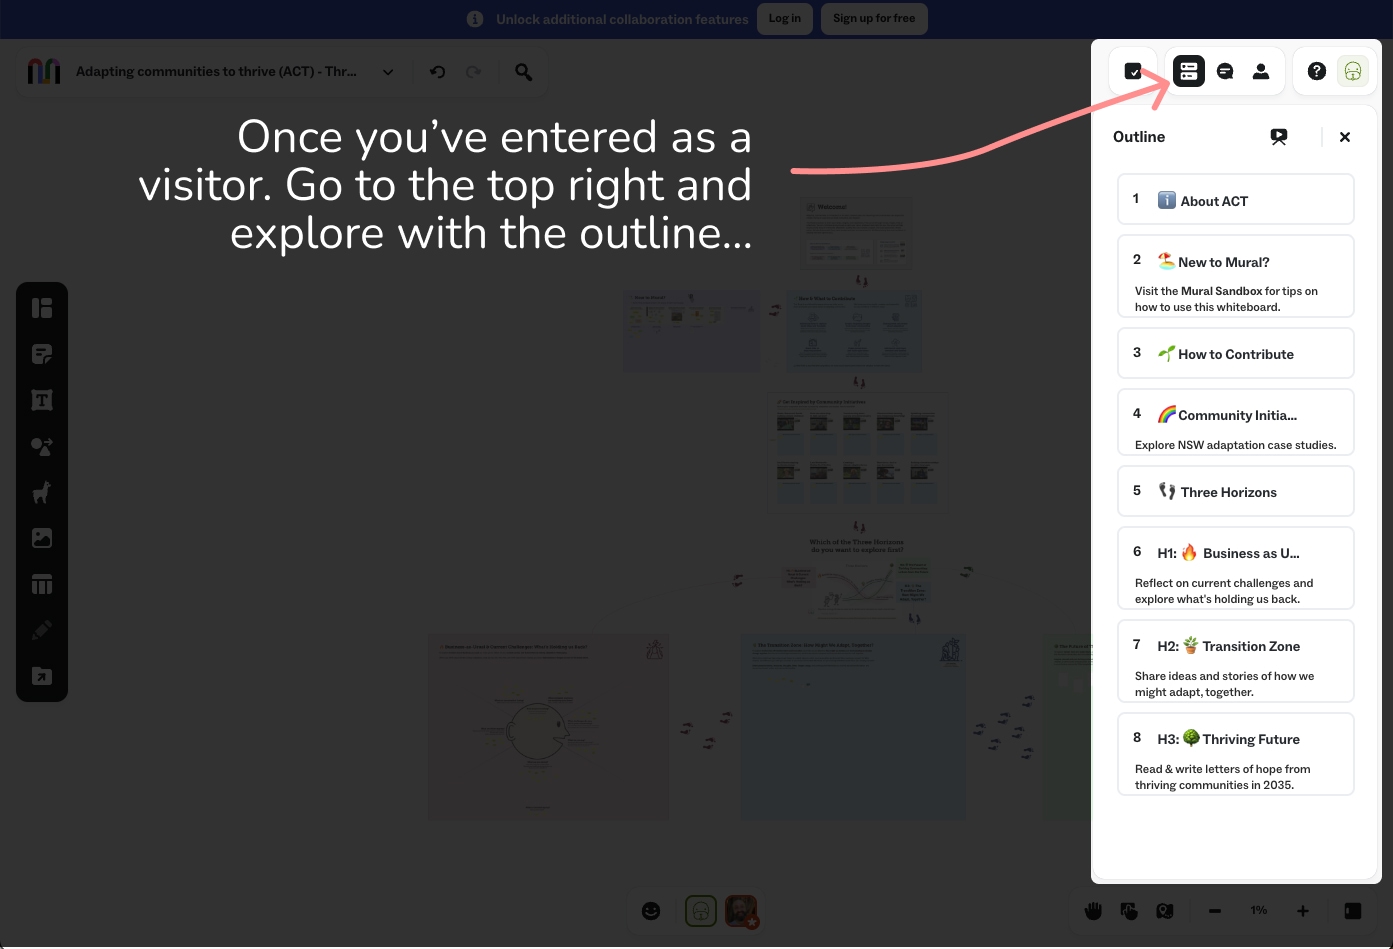 Unlock additional collaboration features
Log in
Sign up for free
Adapting communities to thrive (ACT) - Thr...
Once you’ve entered as a
visitor. Go to the top right and
explore with the outline...
Outline
1 About ACT
2 New to Mural?
Visit the Mural Sandbox for tips on
how to use this whiteboard.
3 How to Contribute
4 Community Initia...
Explore NSW adaptation case studies.
5 Three Horizons
6 H1: Business as U...
Reflect on current challenges and
explore what's holding us back.
7 H2: Transition Zone
Share ideas and stories of how we
might adapt, together.
8 H3: Thriving Future
Read & write letters of hope from
thriving communities in 2035.
Welcome!
Which of the Three Horizons
do you want to explore first?
1%